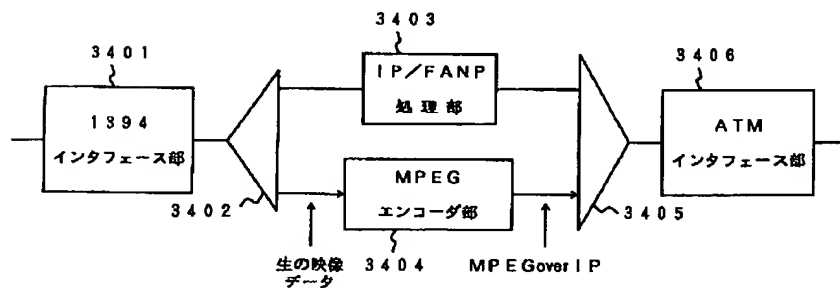 3403
3401
IP/FANP
処理部
3406
1394
インタフェース部
ATM
インタフェース部
MPEG
エンコーダ部
3402
3405
生の映像
データ
3404
MPEGover IP